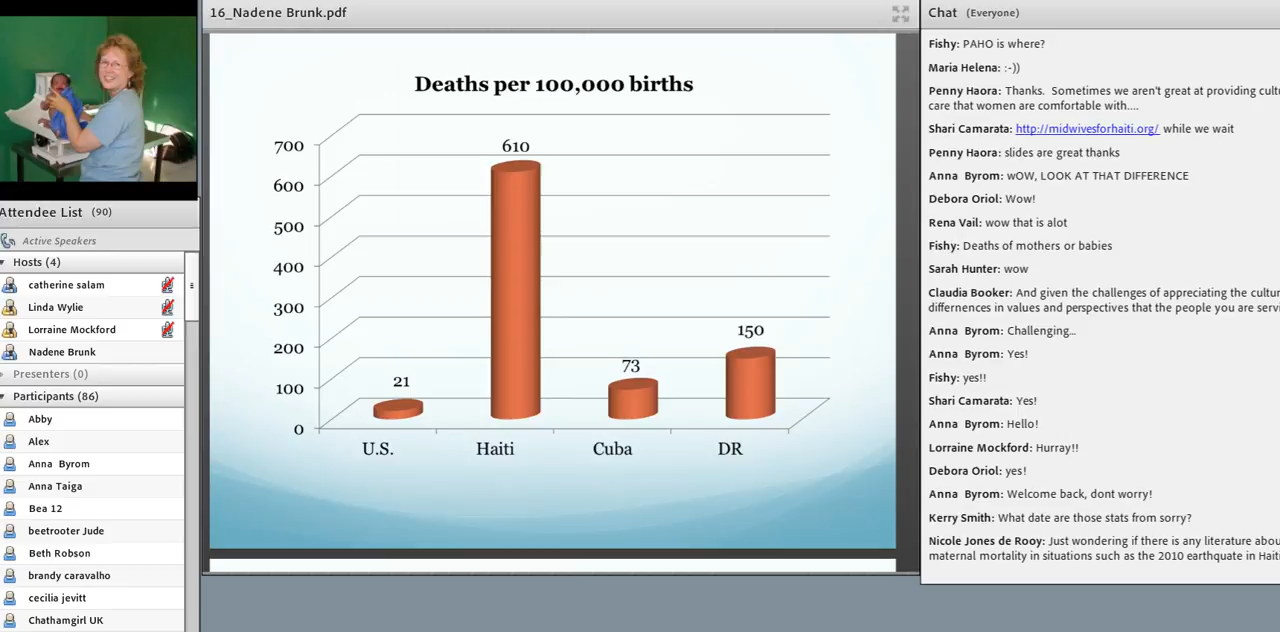 16_Nadene Brunk.pdf
Deaths per 100,000 births
700
600
500
400
300
200
100
0
610
150
73
21
U.S.
Haiti
Cuba
DR
Attendee List (90)
Active Speakers
Hosts (4)
catherine salam
Linda Wylie
Lorraine Mockford
Nadene Brunk
Presenters (0)
Participants (86)
Abby
Alex
Anna Byrom
Anna Taiga
Bea 12
beetrooter Jude
Beth Robson
brandy caravalho
cecilia jevitt
Chathamgirl UK
Chat (Everyone)
Fishy: PAHO is where?
Maria Helena: :-))
Penny Haora: Thanks. Sometimes we aren't great at providing cultu
care that women are comfortable with....
Shari Camarata: http://midwivesforhaiti.org/ while we wait
Penny Haora: slides are great thanks
Anna Byrom: wOW, LOOK AT THAT DIFFERENCE
Debora Oriol: Wow!
Rena Vail: wow that is alot
Fishy: Deaths of mothers or babies
Sarah Hunter: wow
Claudia Booker: And given the challenges of appreciating the cultur
differnences in values and perspectives that the people you are servi
Anna Byrom: Challenging...
Anna Byrom: Yes!
Fishy: yes!!
Shari Camarata: Yes!
Anna Byrom: Hello!
Lorraine Mockford: Hurray!!
Debora Oriol: yes!
Anna Byrom: Welcome back, dont worry!
Kerry Smith: What date are those stats from sorry?
Nicole Jones de Rooy: Just wondering if there is any literature abou
maternal mortality in situations such as the 2010 earthquate in Hait